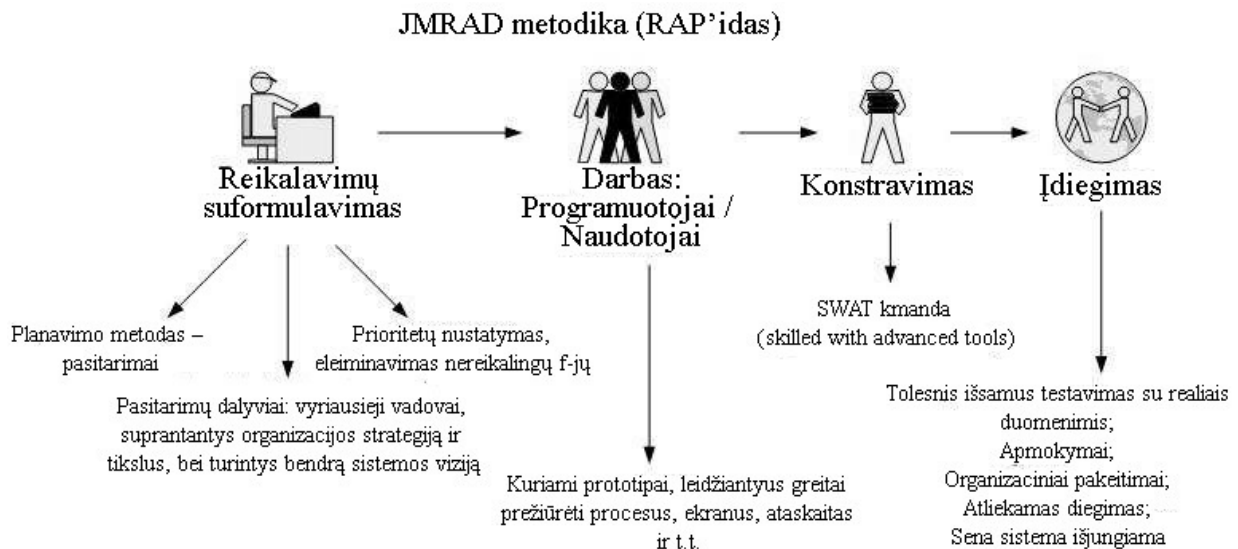 JMRAD metodika (RAP'idas)
Reikalavimų
suformulavimas
Darbas:
Programuotojai /
Naudotojai
Konstravimas
Įdiegimas
Planavimo metodas –
pasitarimai
Prioritetų nustatymas,
eleiminavimas nereikalingų f-jų
Pasitarimų dalyviai: vyriausieji vadovai,
suprantantys organizacijos strategiją ir
tikslus, bei turintys bendrą sistemos viziją
Kuriami prototipai, leidžiantyus greitai
prežiūrėti procesus, ekranus, ataskaitas
ir t.t.
SWAT kmanda
(skilled with advanced tools)
Tolesnis išsamus testavimas su realiais
duomenimis;
Apmokymai;
Organizaciniai pakeitimai;
Atliekamas diegimas;
Sena sistema išjungiama